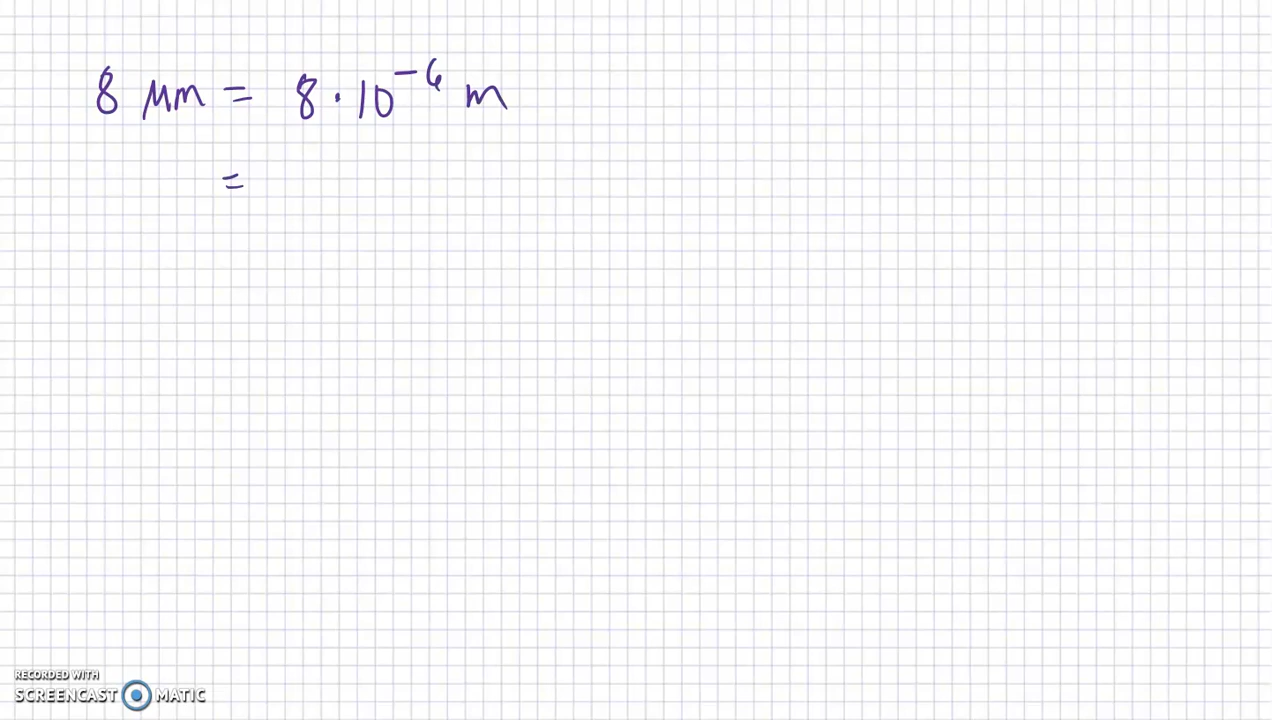 8 μm = 8 · 10⁻⁶ m
=
RECORDED WITH
SCREENCAST MATIC